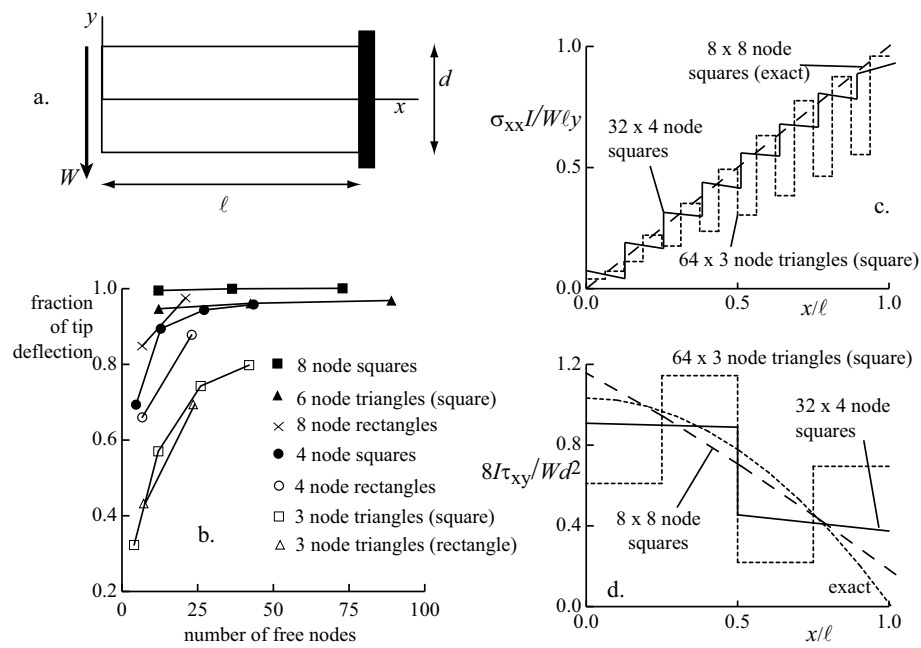 a.
y
W
d
x
ℓ
1.0
8 x 8 node
squares (exact)
σxxI/Wℓy
32 x 4 node
squares
0.5
c.
64 x 3 node triangles (square)
0.0
0.0
0.5
1.0
x/ℓ
fraction
of tip
deflection
1.0
0.8
0.6
0.4
0.2
8 node squares
6 node triangles (square)
8 node rectangles
4 node squares
4 node rectangles
3 node triangles (square)
3 node triangles (rectangle)
b.
0
25
50
75
100
number of free nodes
1.2
64 x 3 node triangles (square)
32 x 4 node
squares
0.8
8Iτxy/Wd2
8 x 8 node
squares
0.4
exact
d.
0.0
0.0
0.5
1.0
x/ℓ